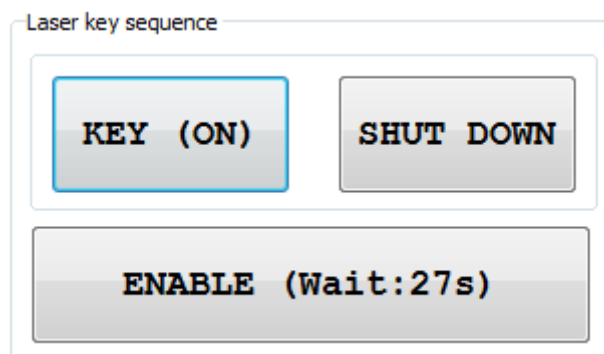 Laser key sequence
KEY (ON) SHUT DOWN
ENABLE (Wait:27s)